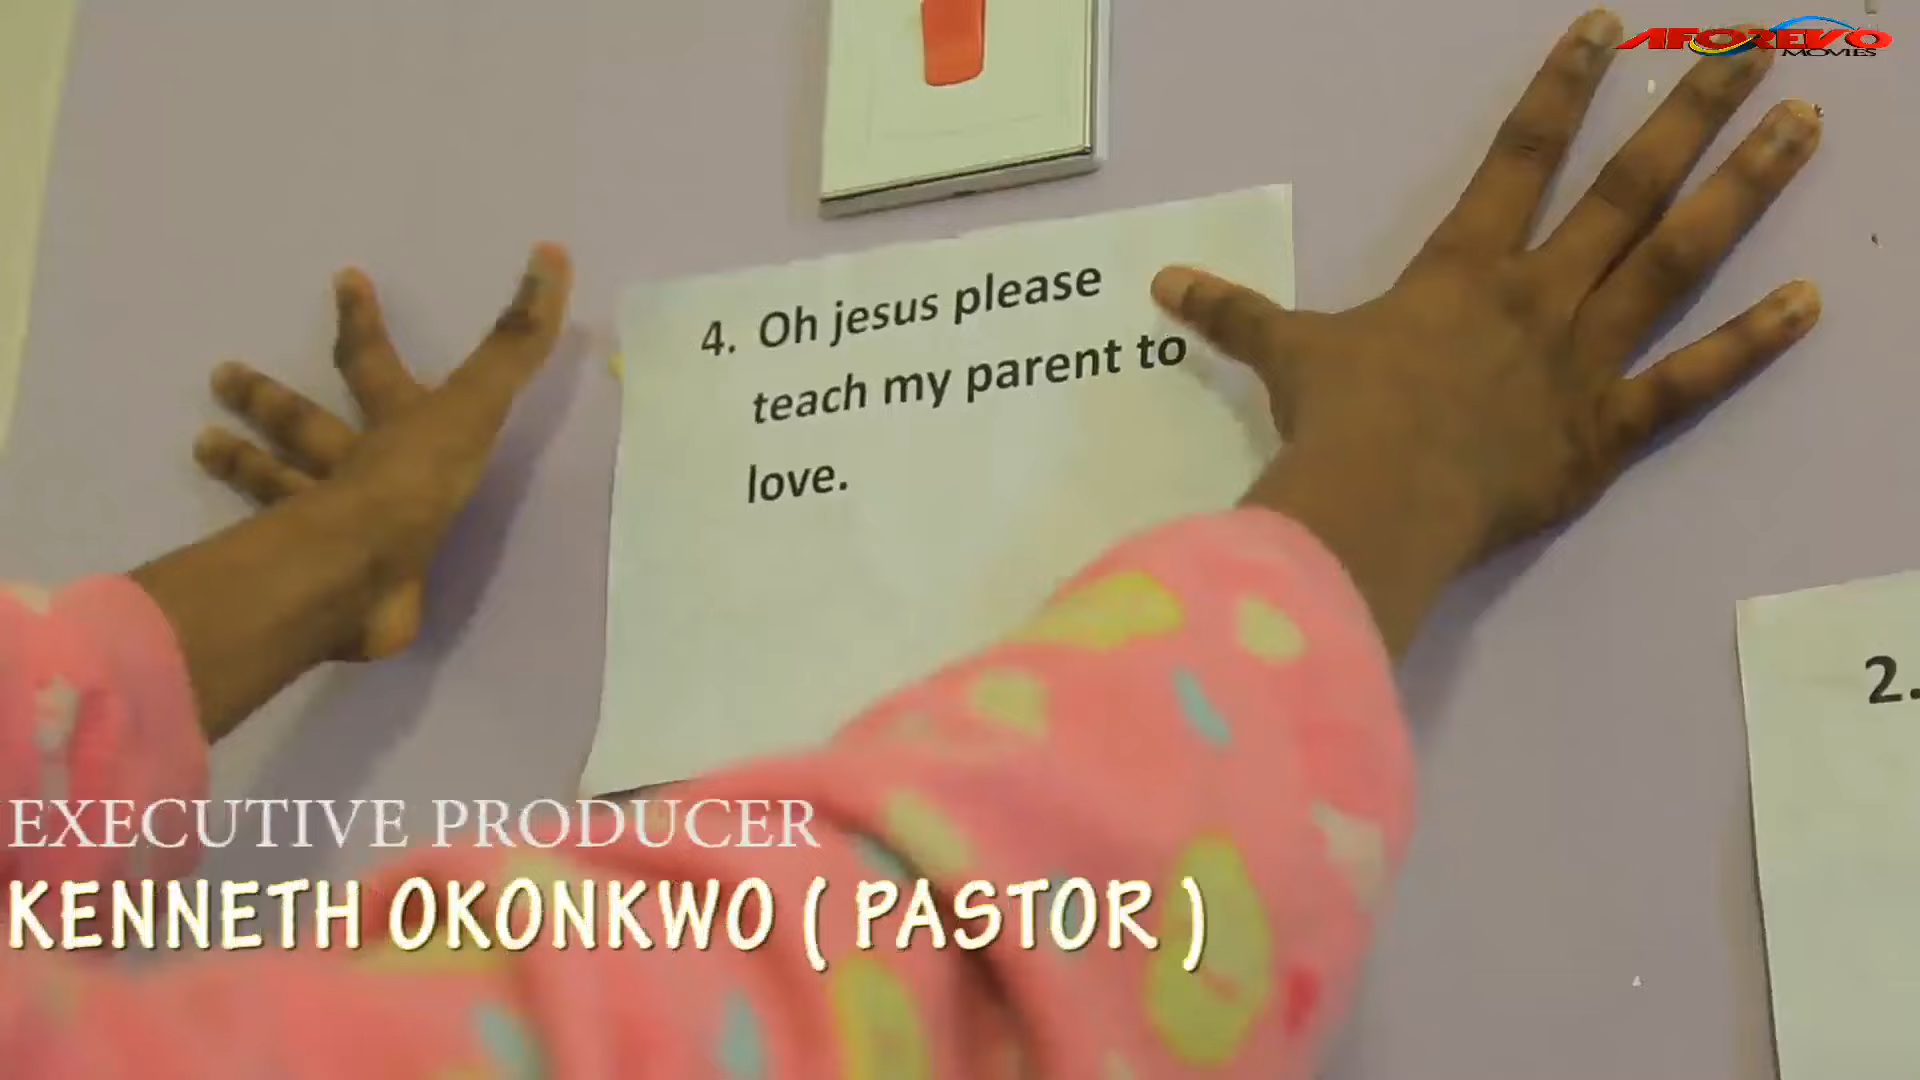 AFOREVO
MOVIES
4. Oh jesus please
teach my parent to
love.
2.
EXECUTIVE PRODUCER
KENNETH OKONKWO ( PASTOR )